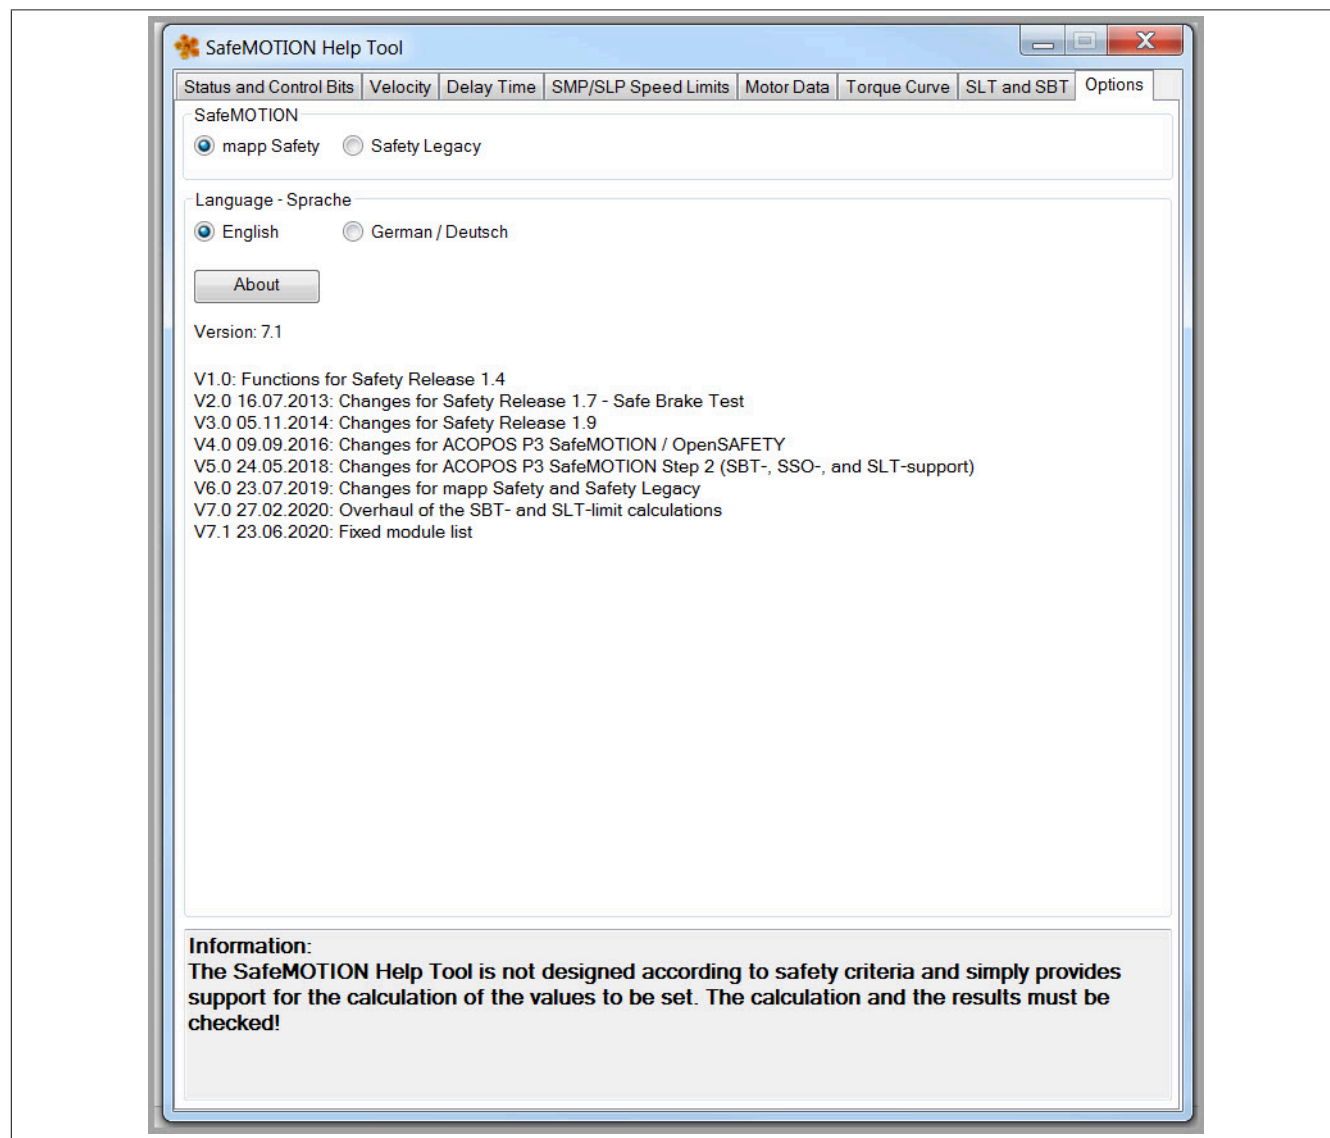 SafeMOTION Help Tool
Status and Control Bits Velocity Delay Time SMP/SLP Speed Limits Motor Data Torque Curve SLT and SBT Options
SafeMOTION
mapp Safety Safety Legacy
Language - Sprache
English German / Deutsch
About
Version: 7.1
V1.0: Functions for Safety Release 1.4
V2.0 16.07.2013: Changes for Safety Release 1.7 - Safe Brake Test
V3.0 05.11.2014: Changes for Safety Release 1.9
V4.0 09.09.2016: Changes for ACOPOS P3 SafeMOTION / OpenSAFETY
V5.0 24.05.2018: Changes for ACOPOS P3 SafeMOTION Step 2 (SBT-, SSO-, and SLT-support)
V6.0 23.07.2019: Changes for mapp Safety and Safety Legacy
V7.0 27.02.2020: Overhaul of the SBT- and SLT-limit calculations
V7.1 23.06.2020: Fixed module list
Information:
The SafeMOTION Help Tool is not designed according to safety criteria and simply provides
support for the calculation of the values to be set. The calculation and the results must be
checked!